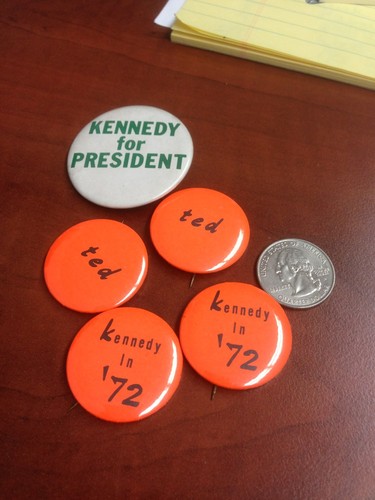 KENNEDY
for
PRESIDENT
ted
ted
kennedy
In
'72
kennedy
In
'72